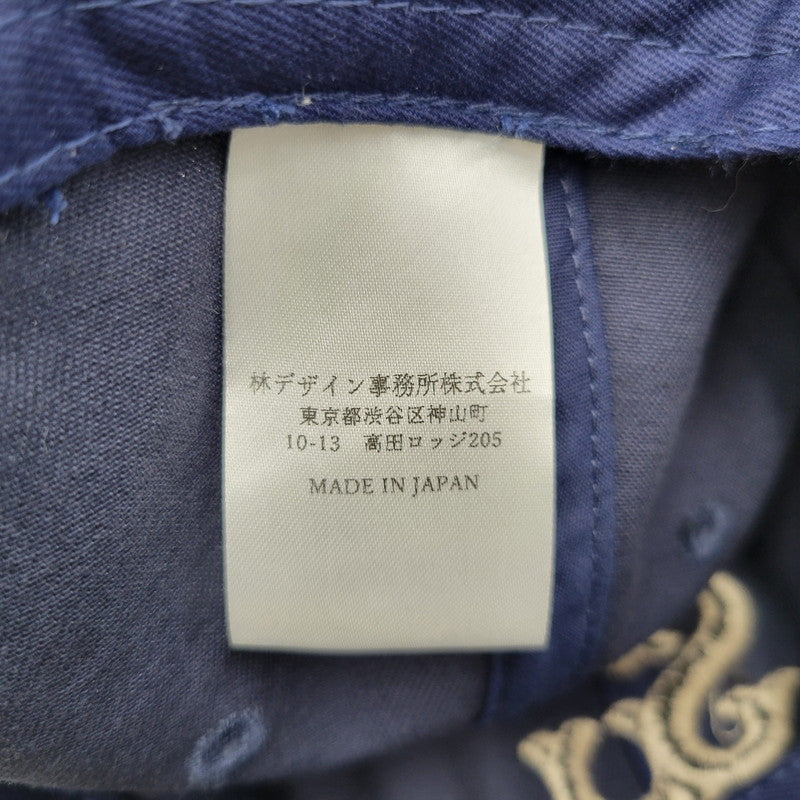 林デザイン事務所株式会社
東京都渋谷区神山町
10-13　高田ロッジ205
MADE IN JAPAN